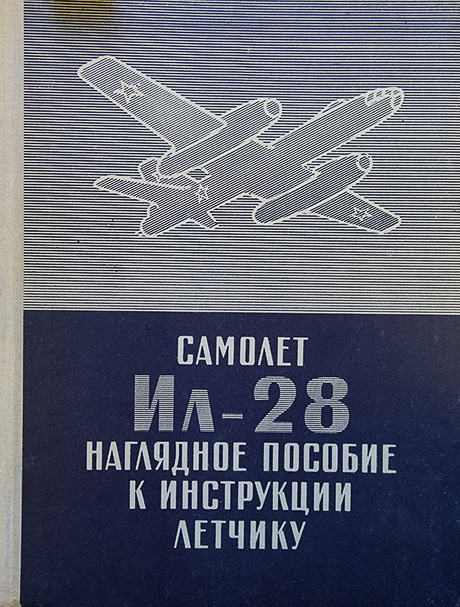 САМОЛЕТ
Ил-28
НАГЛЯДНОЕ ПОСОБИЕ
К ИНСТРУКЦИИ
ЛЕТЧИКУ